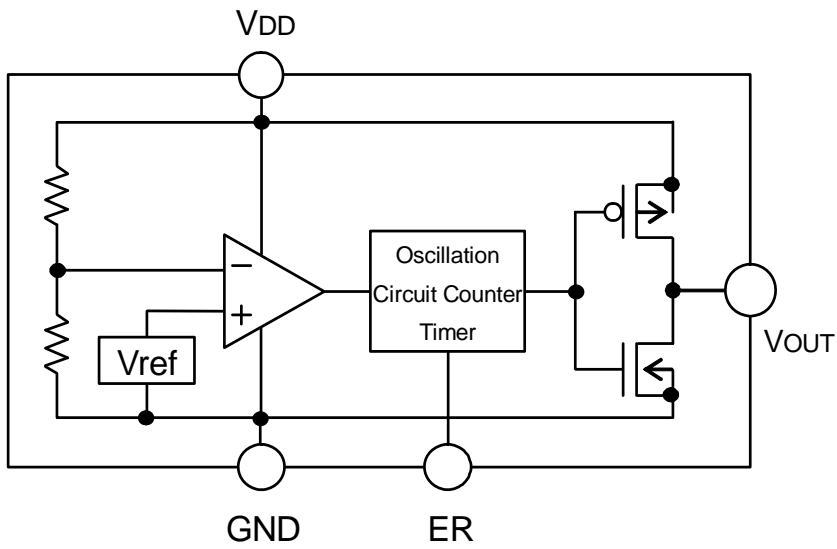 VDD
Oscillation
Circuit Counter
Timer
−
+
Vref
VOUT
GND ER